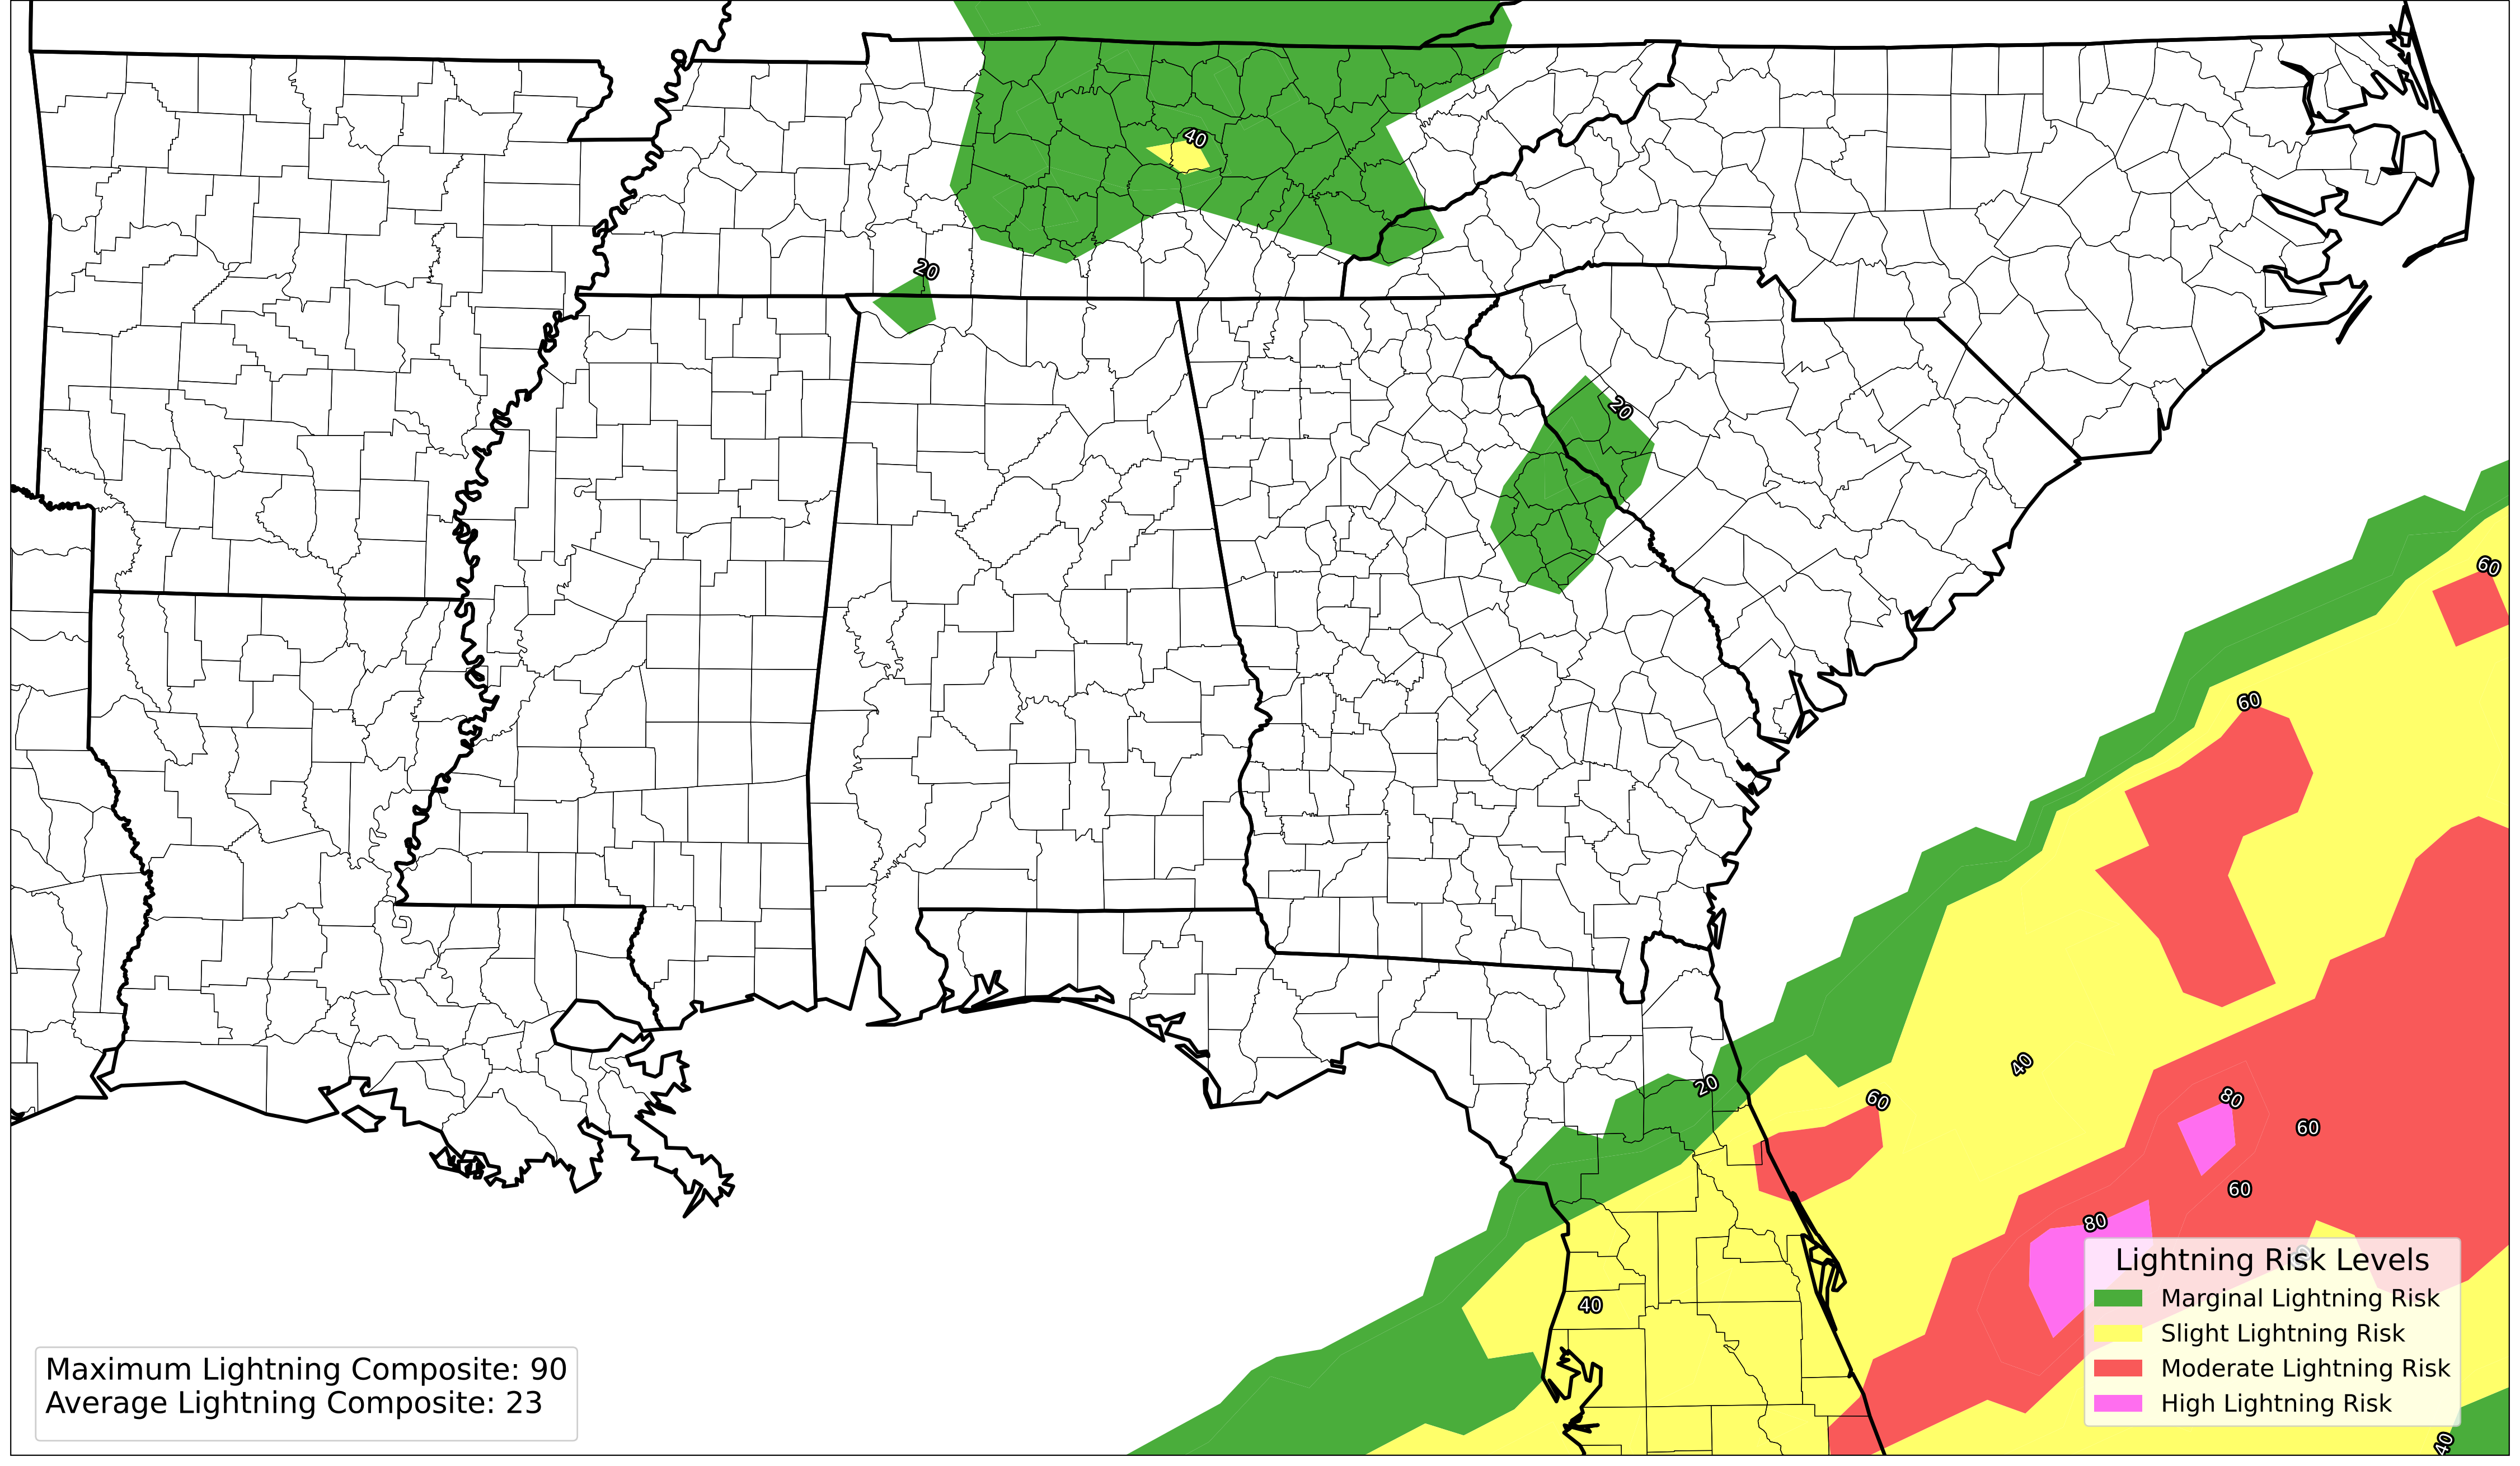 40
20
20
60
60
40
20
60
80
60
60
80
40
Lightning Risk Levels
Marginal Lightning Risk
Slight Lightning Risk
Moderate Lightning Risk
High Lightning Risk
Maximum Lightning Composite: 90
Average Lightning Composite: 23
40